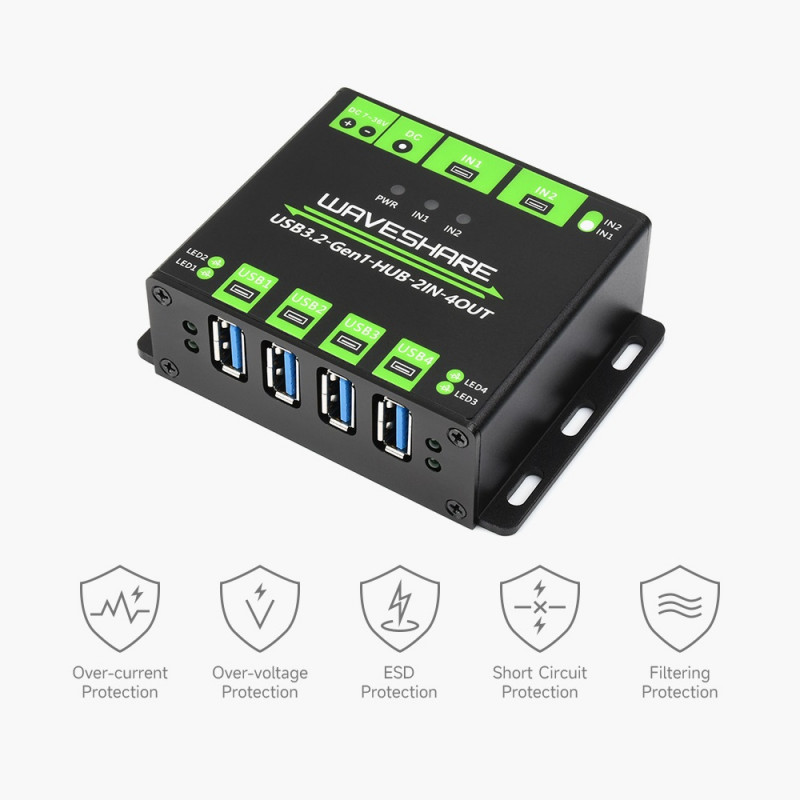 DC 7~36V
DC
IN1
IN2
IN2
IN1
PWR
IN1
IN2
WAVESHARE
USB3.2-Gen1-HUB-2IN-4OUT
LED2
LED1
USB1
USB2
USB3
USB4
LED4
LED3
Over-current
Protection
Over-voltage
Protection
ESD
Protection
Short Circuit
Protection
Filtering
Protection